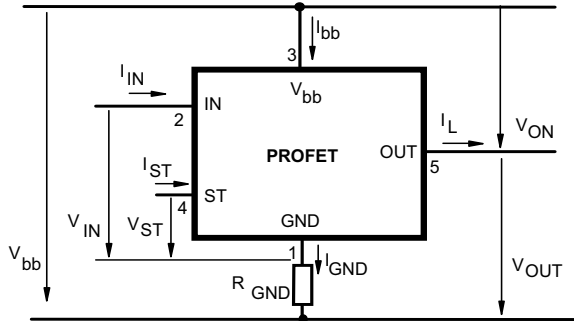 I bb
3
I IN
V bb
IN
2
I L
V ON
PROFET
OUT
I ST
5
ST
4
V IN
V ST
GND
V bb
1
I GND
V OUT
R GND